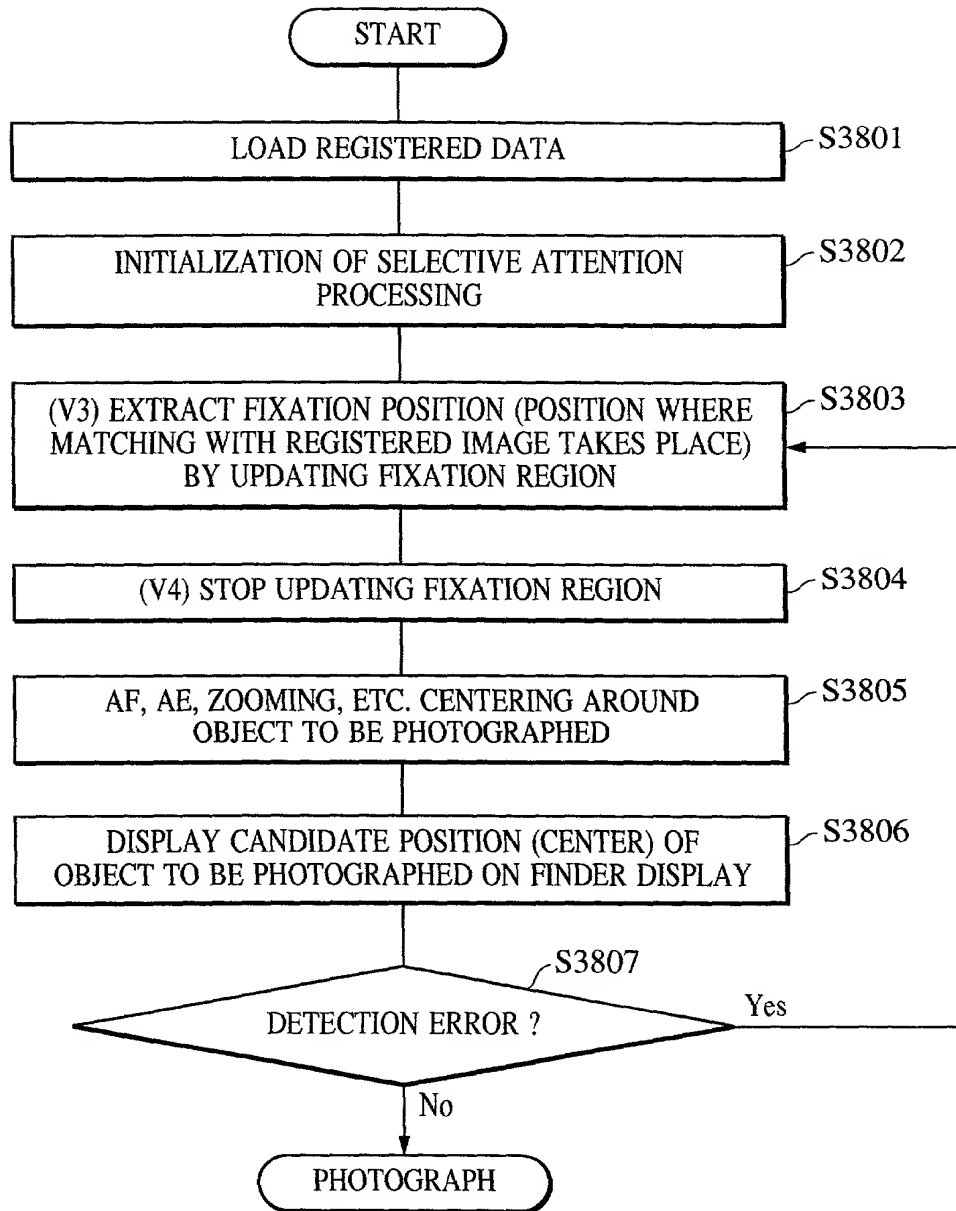 START
LOAD REGISTERED DATA
S3801
INITIALIZATION OF SELECTIVE ATTENTION
PROCESSING
S3802
(V3) EXTRACT FIXATION POSITION (POSITION WHERE
MATCHING WITH REGISTERED IMAGE TAKES PLACE)
BY UPDATING FIXATION REGION
S3803
(V4) STOP UPDATING FIXATION REGION
S3804
AF, AE, ZOOMING, ETC. CENTERING AROUND
OBJECT TO BE PHOTOGRAPHED
S3805
DISPLAY CANDIDATE POSITION (CENTER) OF
OBJECT TO BE PHOTOGRAPHED ON FINDER DISPLAY
S3806
S3807
DETECTION ERROR ?
Yes
No
PHOTOGRAPH